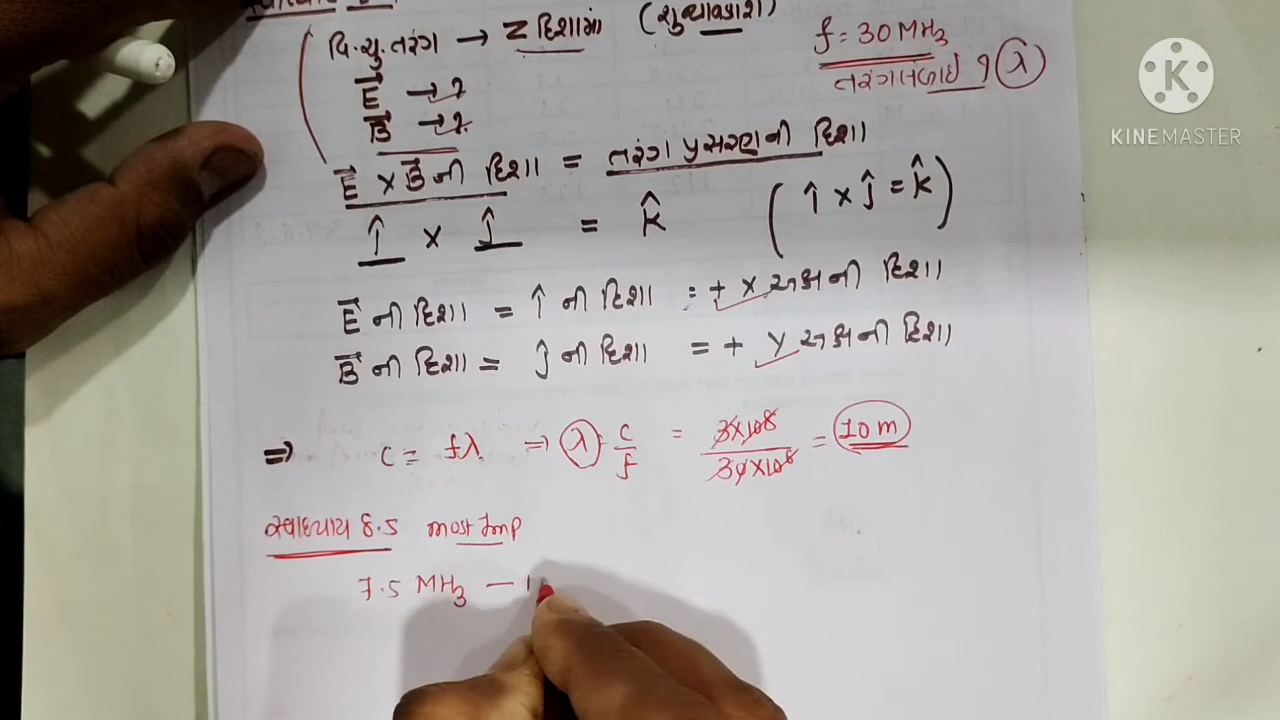 વિ.ચુ.તરંગ → Z દિશામાં (શૂન્યાવકાશ)
f = 30 MHz
તરંગલંબાઈ ? λ
E⃗ → ?
B⃗ → ?
E⃗ × B⃗ ની દિશા = તરંગ પ્રસરણની દિશા
î × ĵ = k̂ (î × ĵ = k̂)
E⃗ ની દિશા = î ની દિશા = + X અક્ષની દિશા
B⃗ ની દિશા = ĵ ની દિશા = + Y અક્ષની દિશા
⇒ c = fλ ⇒ λ = c/f = 3×10⁸/30×10⁶ = 10 m
સ્વાધ્યાય 8.5 most Imp
7.5 MHz — 1
K
KINEMASTER